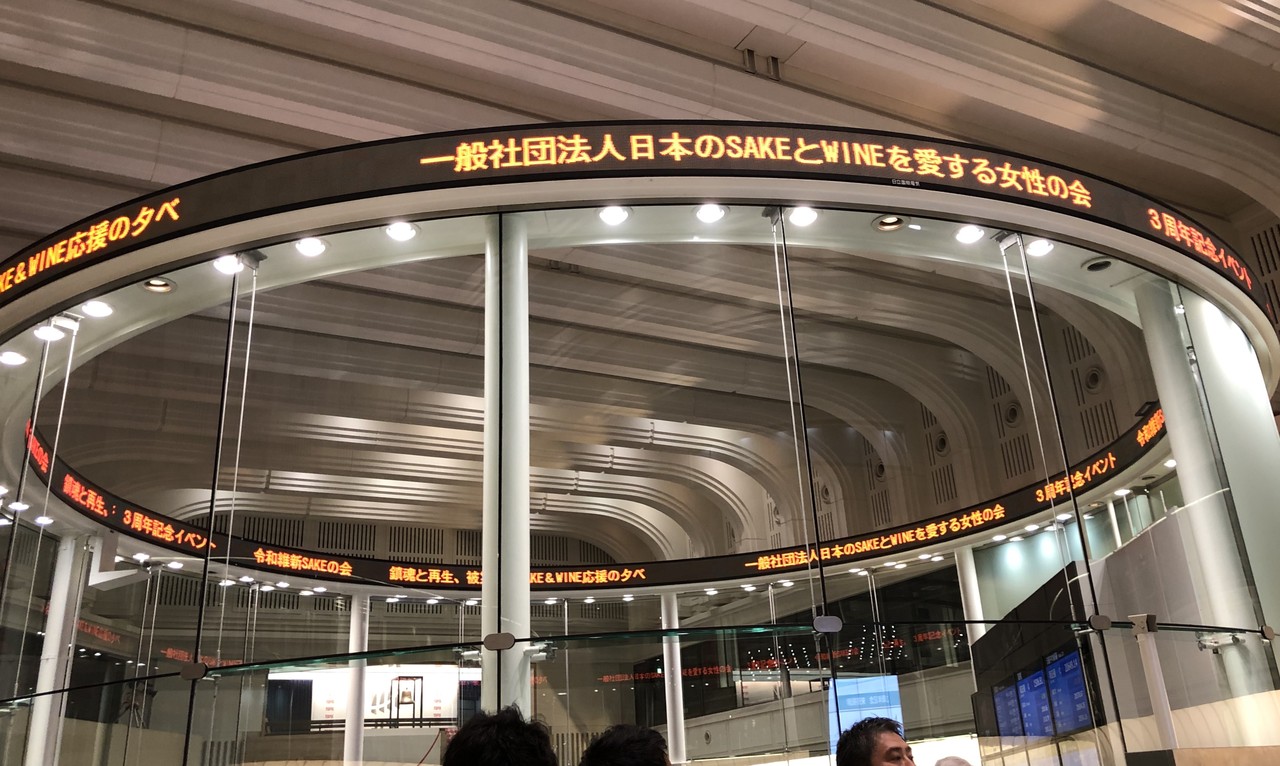 KE&WINE応援の夕べ
一般社団法人日本のSAKEとWINEを愛する女性の会
3周年記念イベント
鎮魂と再生、: 3周年記念イベント
令和維新SAKEの会
鎮魂と再生、被
KE&WINE応援の夕べ
一般社団法人日本のSAKEとWINEを愛する女性の会
3周年記念イベント
令和維新